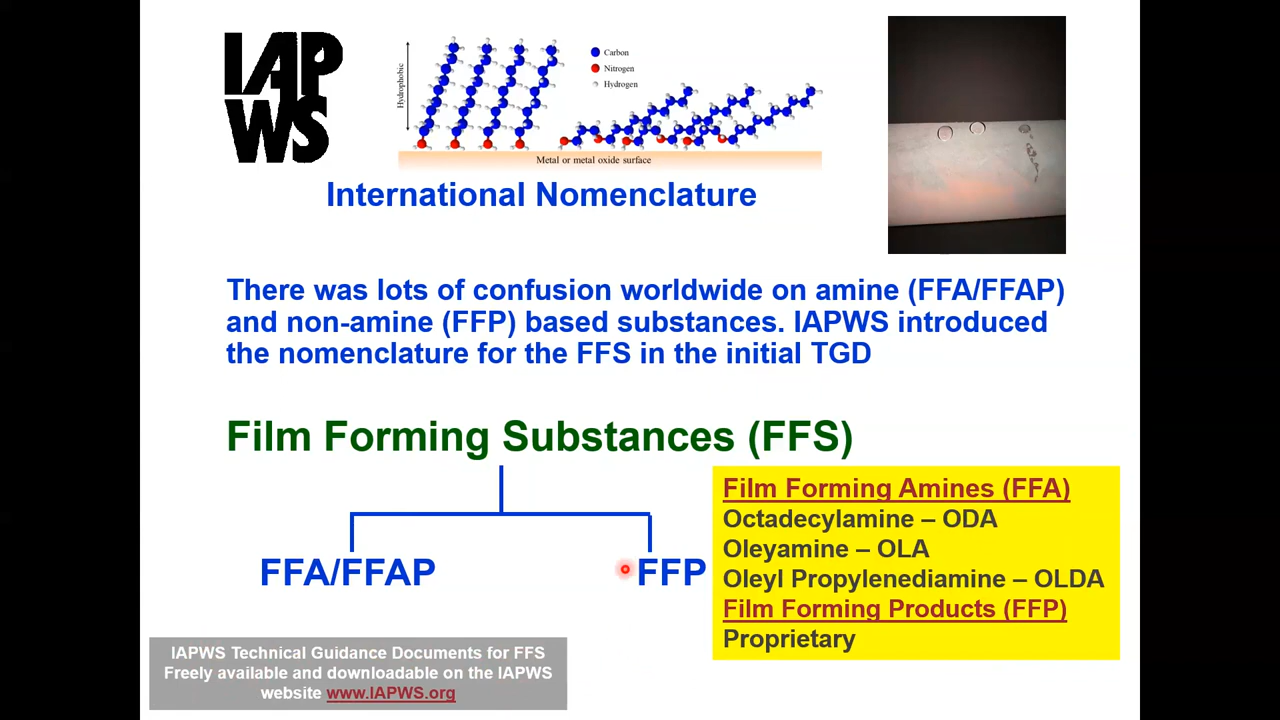 IAP
WS
Hydrophobic
Carbon
Nitrogen
Hydrogen
Metal or metal oxide surface
International Nomenclature
There was lots of confusion worldwide on amine (FFA/FFAP)
and non-amine (FFP) based substances. IAPWS introduced
the nomenclature for the FFS in the initial TGD
Film Forming Substances (FFS)
FFA/FFAP
FFP
Film Forming Amines (FFA)
Octadecylamine – ODA
Oleyamine – OLA
Oleyl Propylenediamine – OLDA
Film Forming Products (FFP)
Proprietary
IAPWS Technical Guidance Documents for FFS
Freely available and downloadable on the IAPWS
website www.IAPWS.org